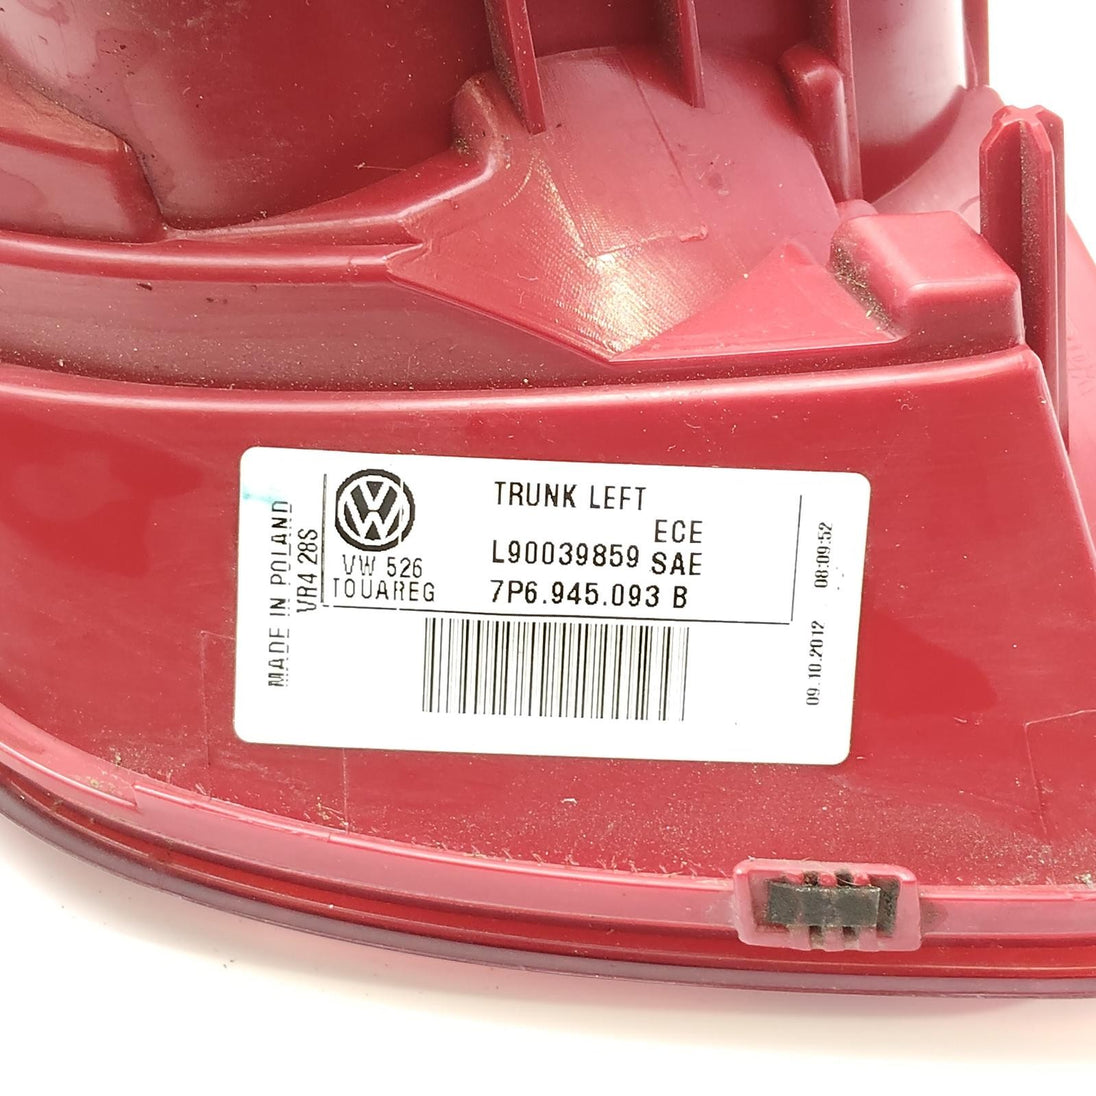 MADE IN POLAND
VR4 28S
VW 526
TOUAREG
TRUNK LEFT
ECE
L90039859 SAE
7P6.945.093 B
09.10.2012 08:09:52